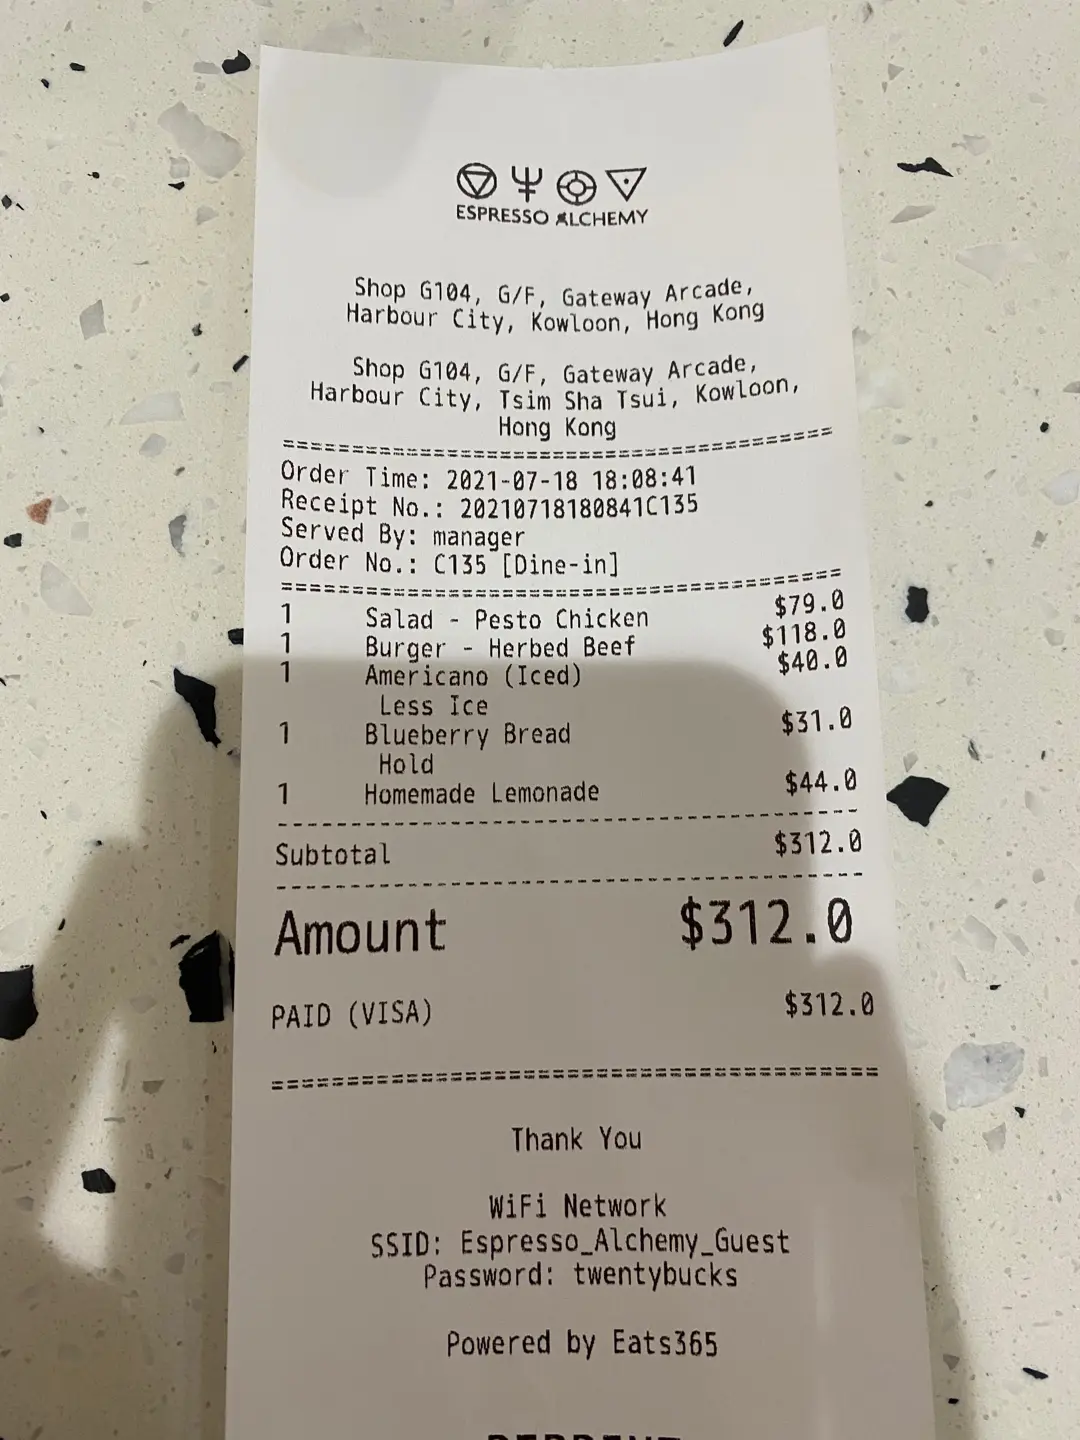 ESPRESSO ALCHEMY
Shop G104, G/F, Gateway Arcade,
Harbour City, Kowloon, Hong Kong
Shop G104, G/F, Gateway Arcade,
Harbour City, Tsim Sha Tsui, Kowloon,
Hong Kong
========================================
Order Time: 2021-07-18 18:08:41
Receipt No.: 20210718180841C135
Served By: manager
Order No.: C135 [Dine-in]
========================================
1 Salad - Pesto Chicken $79.0
1 Burger - Herbed Beef $118.0
1 Americano (Iced) $40.0
Less Ice
1 Blueberry Bread $31.0
Hold
1 Homemade Lemonade $44.0
----------------------------------------
Subtotal $312.0
----------------------------------------
Amount $312.0
PAID (VISA) $312.0
========================================
Thank You
WiFi Network
SSID: Espresso_Alchemy_Guest
Password: twentybucks
Powered by Eats365